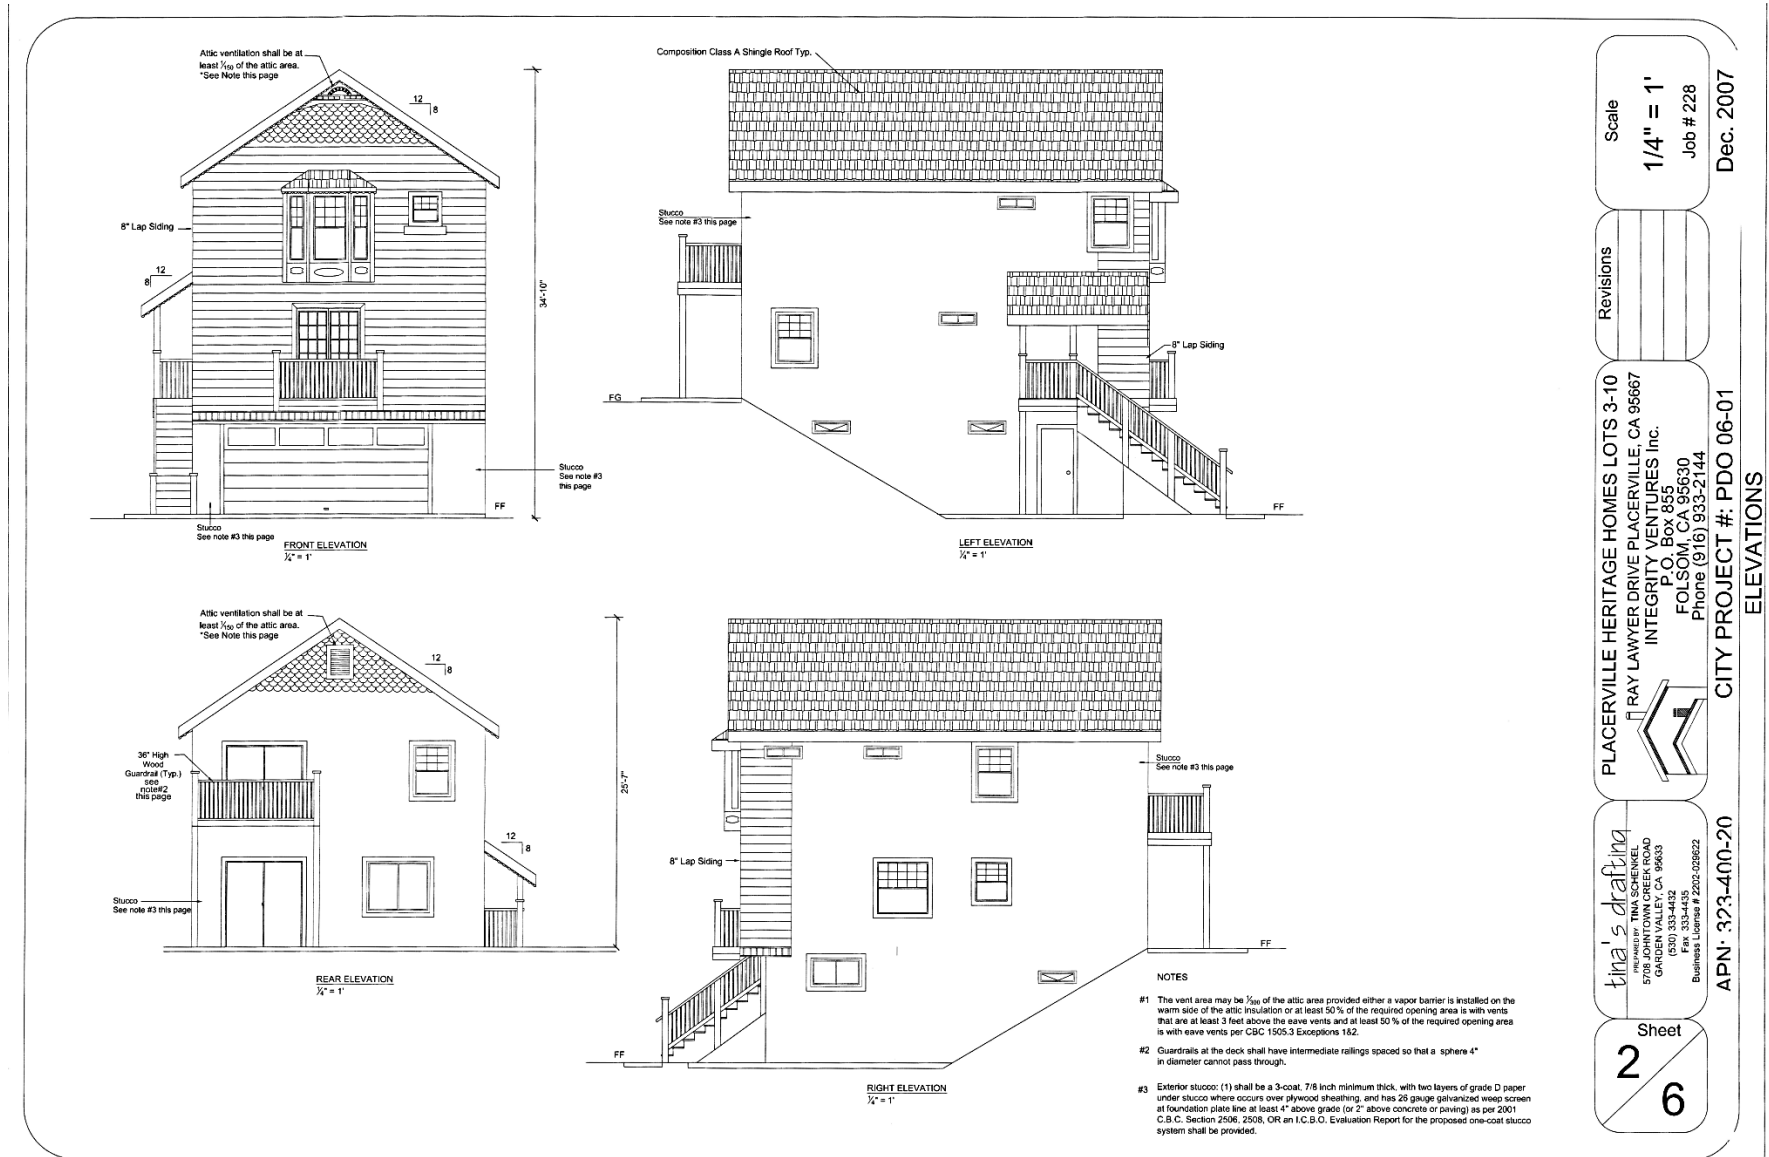 Attic ventilation shall be at
least 1/150 of the attic area.
*See Note this page
12
8
8" Lap Siding
12
8
34'-10"
Stucco
See note #3
this page
FF
Stucco
See note #3 this page
FRONT ELEVATION
1/4" = 1'
Composition Class A Shingle Roof Typ.
Stucco
See note #3 this page
8" Lap Siding
FG
FF
LEFT ELEVATION
1/4" = 1'
Attic ventilation shall be at
least 1/150 of the attic area.
*See Note this page
12
8
36" High
Wood
Guardrail (Typ.)
see
note#2
this page
25'-7"
12
8
Stucco
See note #3 this page
REAR ELEVATION
1/4" = 1'
Stucco
See note #3 this page
8" Lap Siding
FF
FF
RIGHT ELEVATION
1/4" = 1'
NOTES
#1 The vent area may be 1/300 of the attic area provided either a vapor barrier is installed on the
warm side of the attic insulation or at least 50% of the required opening area is with vents
that are at least 3 feet above the eave vents and at least 50 % of the required opening area
is with eave vents per CBC 1505.3 Exceptions 1&2.
#2 Guardrails at the deck shall have intermediate railings spaced so that a sphere 4"
in diameter cannot pass through.
#3 Exterior stucco: (1) shall be a 3-coat, 7/8 inch minimum thick, with two layers of grade D paper
under stucco where occurs over plywood sheathing, and has 26 gauge galvanized weep screen
at foundation plate line at least 4" above grade (or 2" above concrete or paving) as per 2001
C.B.C. Section 2506, 2508, OR an I.C.B.O. Evaluation Report for the proposed one-coat stucco
system shall be provided.
Scale
1/4" = 1'
Job # 228
Dec. 2007
Revisions
PLACERVILLE HERITAGE HOMES LOTS 3-10
RAY LAWYER DRIVE PLACERVILLE, CA 95667
INTEGRITY VENTURES Inc.
P.O. Box 855
FOLSOM, CA 95630
Phone (916) 933-2144
CITY PROJECT #: PDO 06-01
ELEVATIONS
tina's drafting
PREPARED BY TINA SCHENKEL
5708 JOHNTOWN CREEK ROAD
GARDEN VALLEY, CA 95633
(530) 333-4432
Fax 333-4435
Business License # 2202-029622
APN: 323-400-20
Sheet
2
6